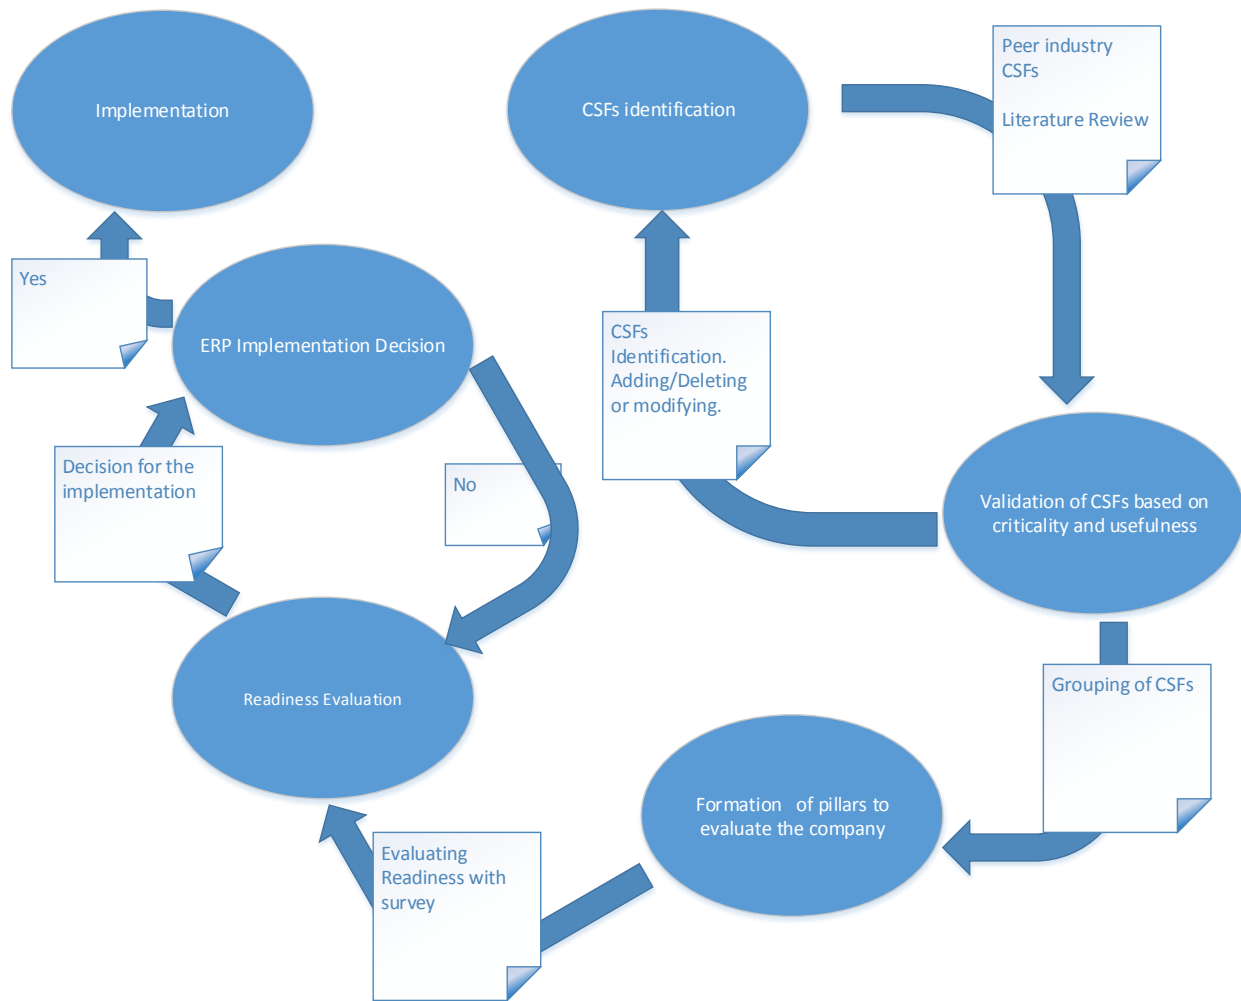 Implementation
CSFs identification
Peer industry
CSFs
Literature Review
Yes
ERP Implementation Decision
CSFs
Identification.
Adding/Deleting
or modifying.
Decision for the
implementation
No
Validation of CSFs based on
criticality and usefulness
Readiness Evaluation
Grouping of CSFs
Formation of pillars to
evaluate the company
Evaluating
Readiness with
survey